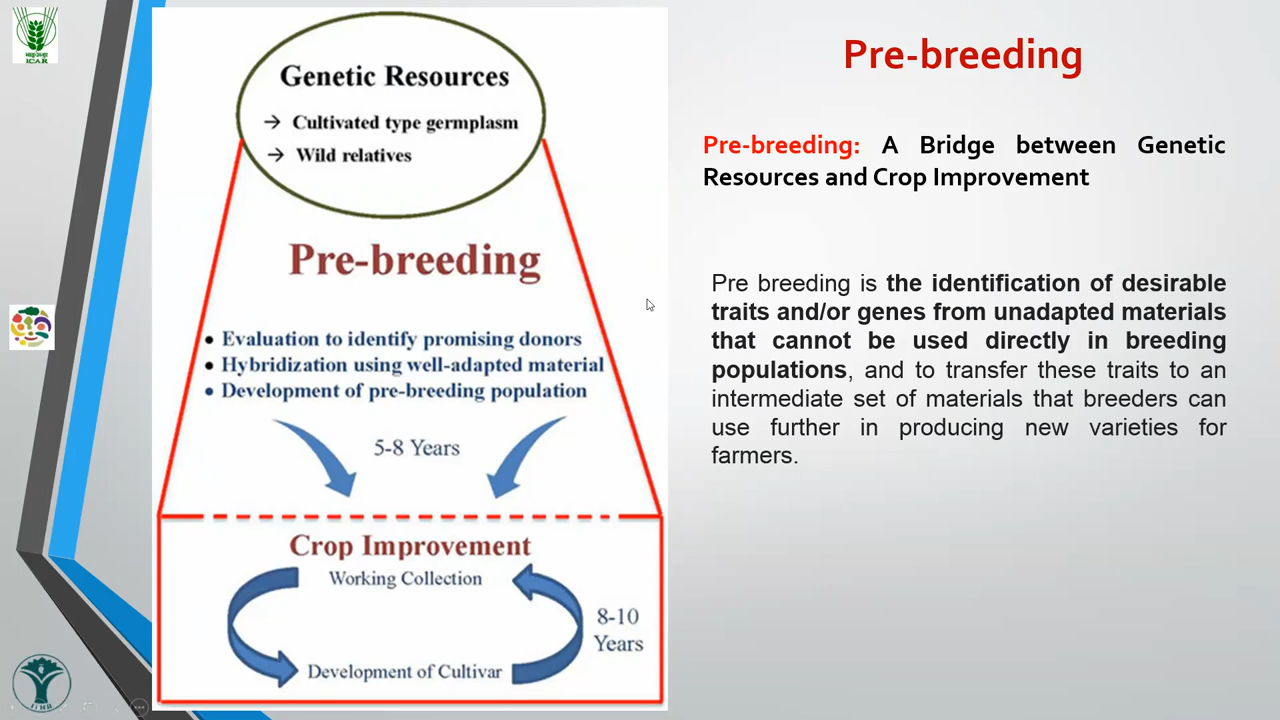 भाकृअनुप
ICAR
Genetic Resources
→ Cultivated type germplasm
→ Wild relatives
Pre-breeding
• Evaluation to identify promising donors
• Hybridization using well-adapted material
• Development of pre-breeding population
5-8 Years
Crop Improvement
Working Collection
8-10
Years
Development of Cultivar
Pre-breeding
Pre-breeding: A Bridge between Genetic
Resources and Crop Improvement
Pre breeding is the identification of desirable
traits and/or genes from unadapted materials
that cannot be used directly in breeding
populations, and to transfer these traits to an
intermediate set of materials that breeders can
use further in producing new varieties for
farmers.
IIHR